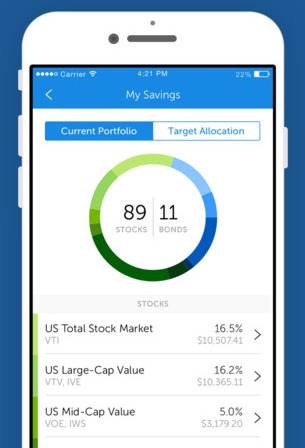 ●●●●○ Carrier 4:21 PM 22%
My Savings
Current Portfolio Target Allocation
89 11
STOCKS BONDS
STOCKS
US Total Stock Market 16.5%
VTI $10,507.41
US Large-Cap Value 16.2%
VTV, IVE $10,365.11
US Mid-Cap Value 5.0%
VOE, IWS $3,179.20